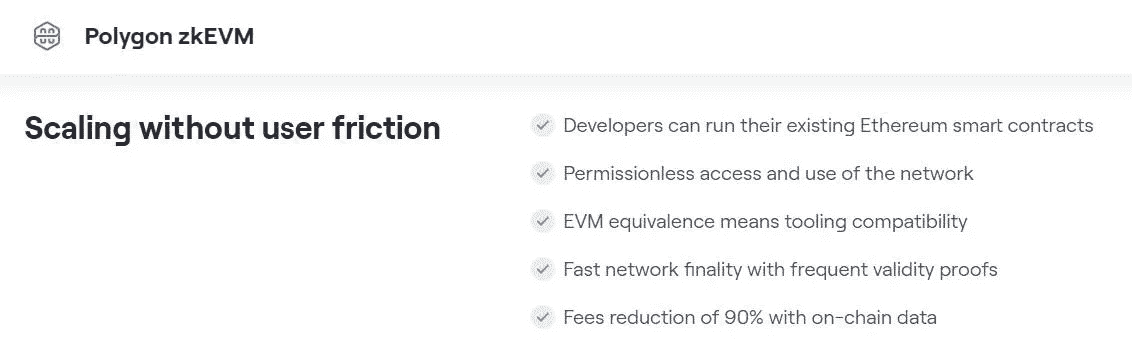 Polygon zkEVM
Scaling without user friction
Developers can run their existing Ethereum smart contracts
Permissionless access and use of the network
EVM equivalence means tooling compatibility
Fast network finality with frequent validity proofs
Fees reduction of 90% with on-chain data